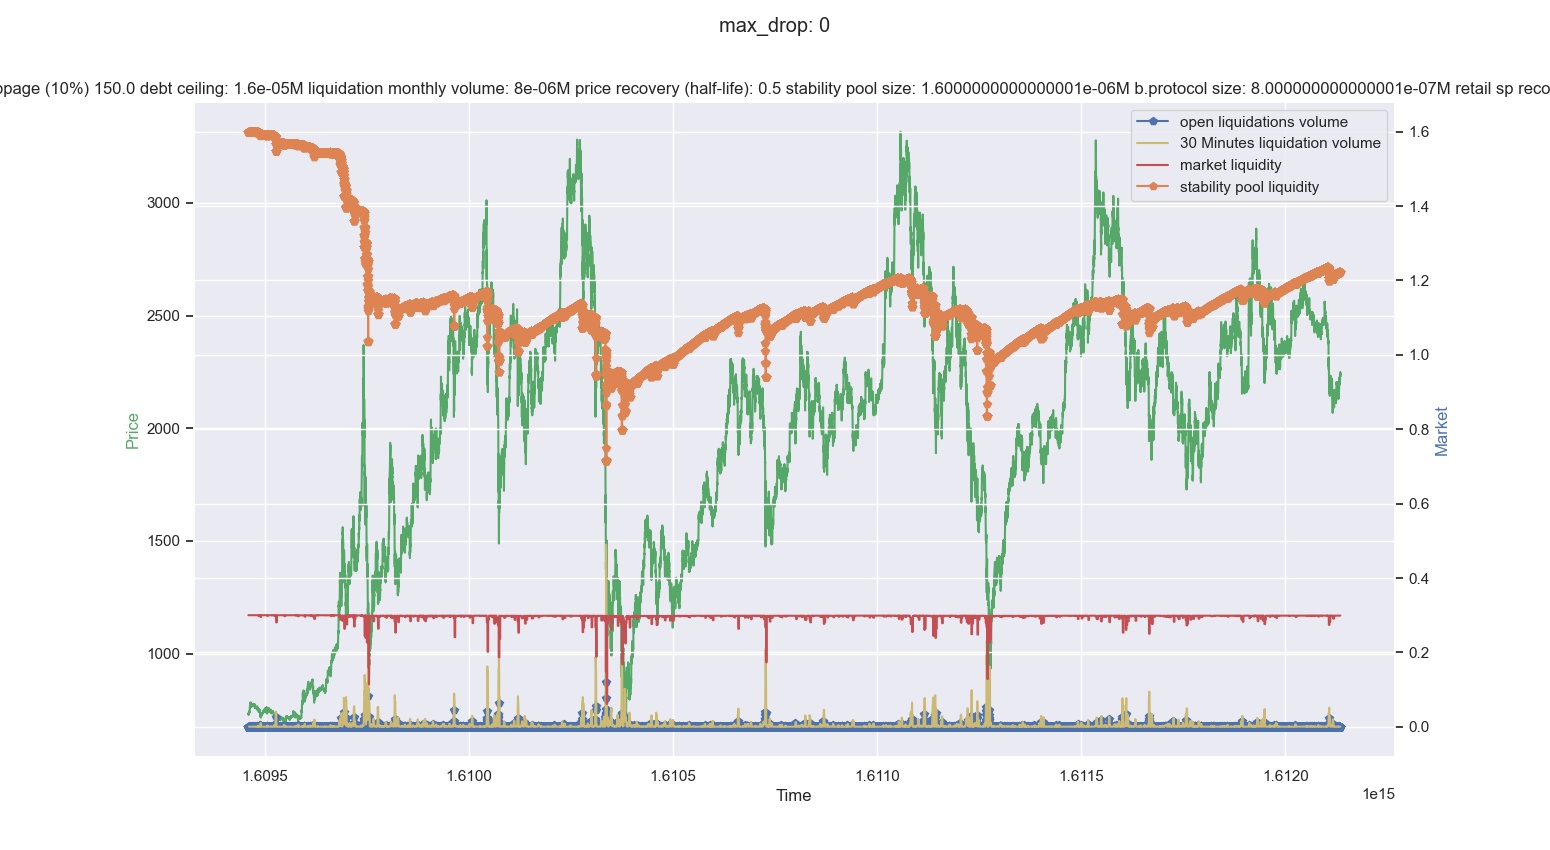 max_drop: 0
opage (10%) 150.0 debt ceiling: 1.6e-05M liquidation monthly volume: 8e-06M price recovery (half-life): 0.5 stability pool size: 1.6000000000000001e-06M b.protocol size: 8.000000000000001e-07M retail sp reco
open liquidations volume
30 Minutes liquidation volume
market liquidity
stability pool liquidity
3000
2500
2000
1500
1000
Price
1.6
1.4
1.2
1.0
0.8
0.6
0.4
0.2
0.0
Market
1.6095 1.6100 1.6105 1.6110 1.6115 1.6120
1e15
Time